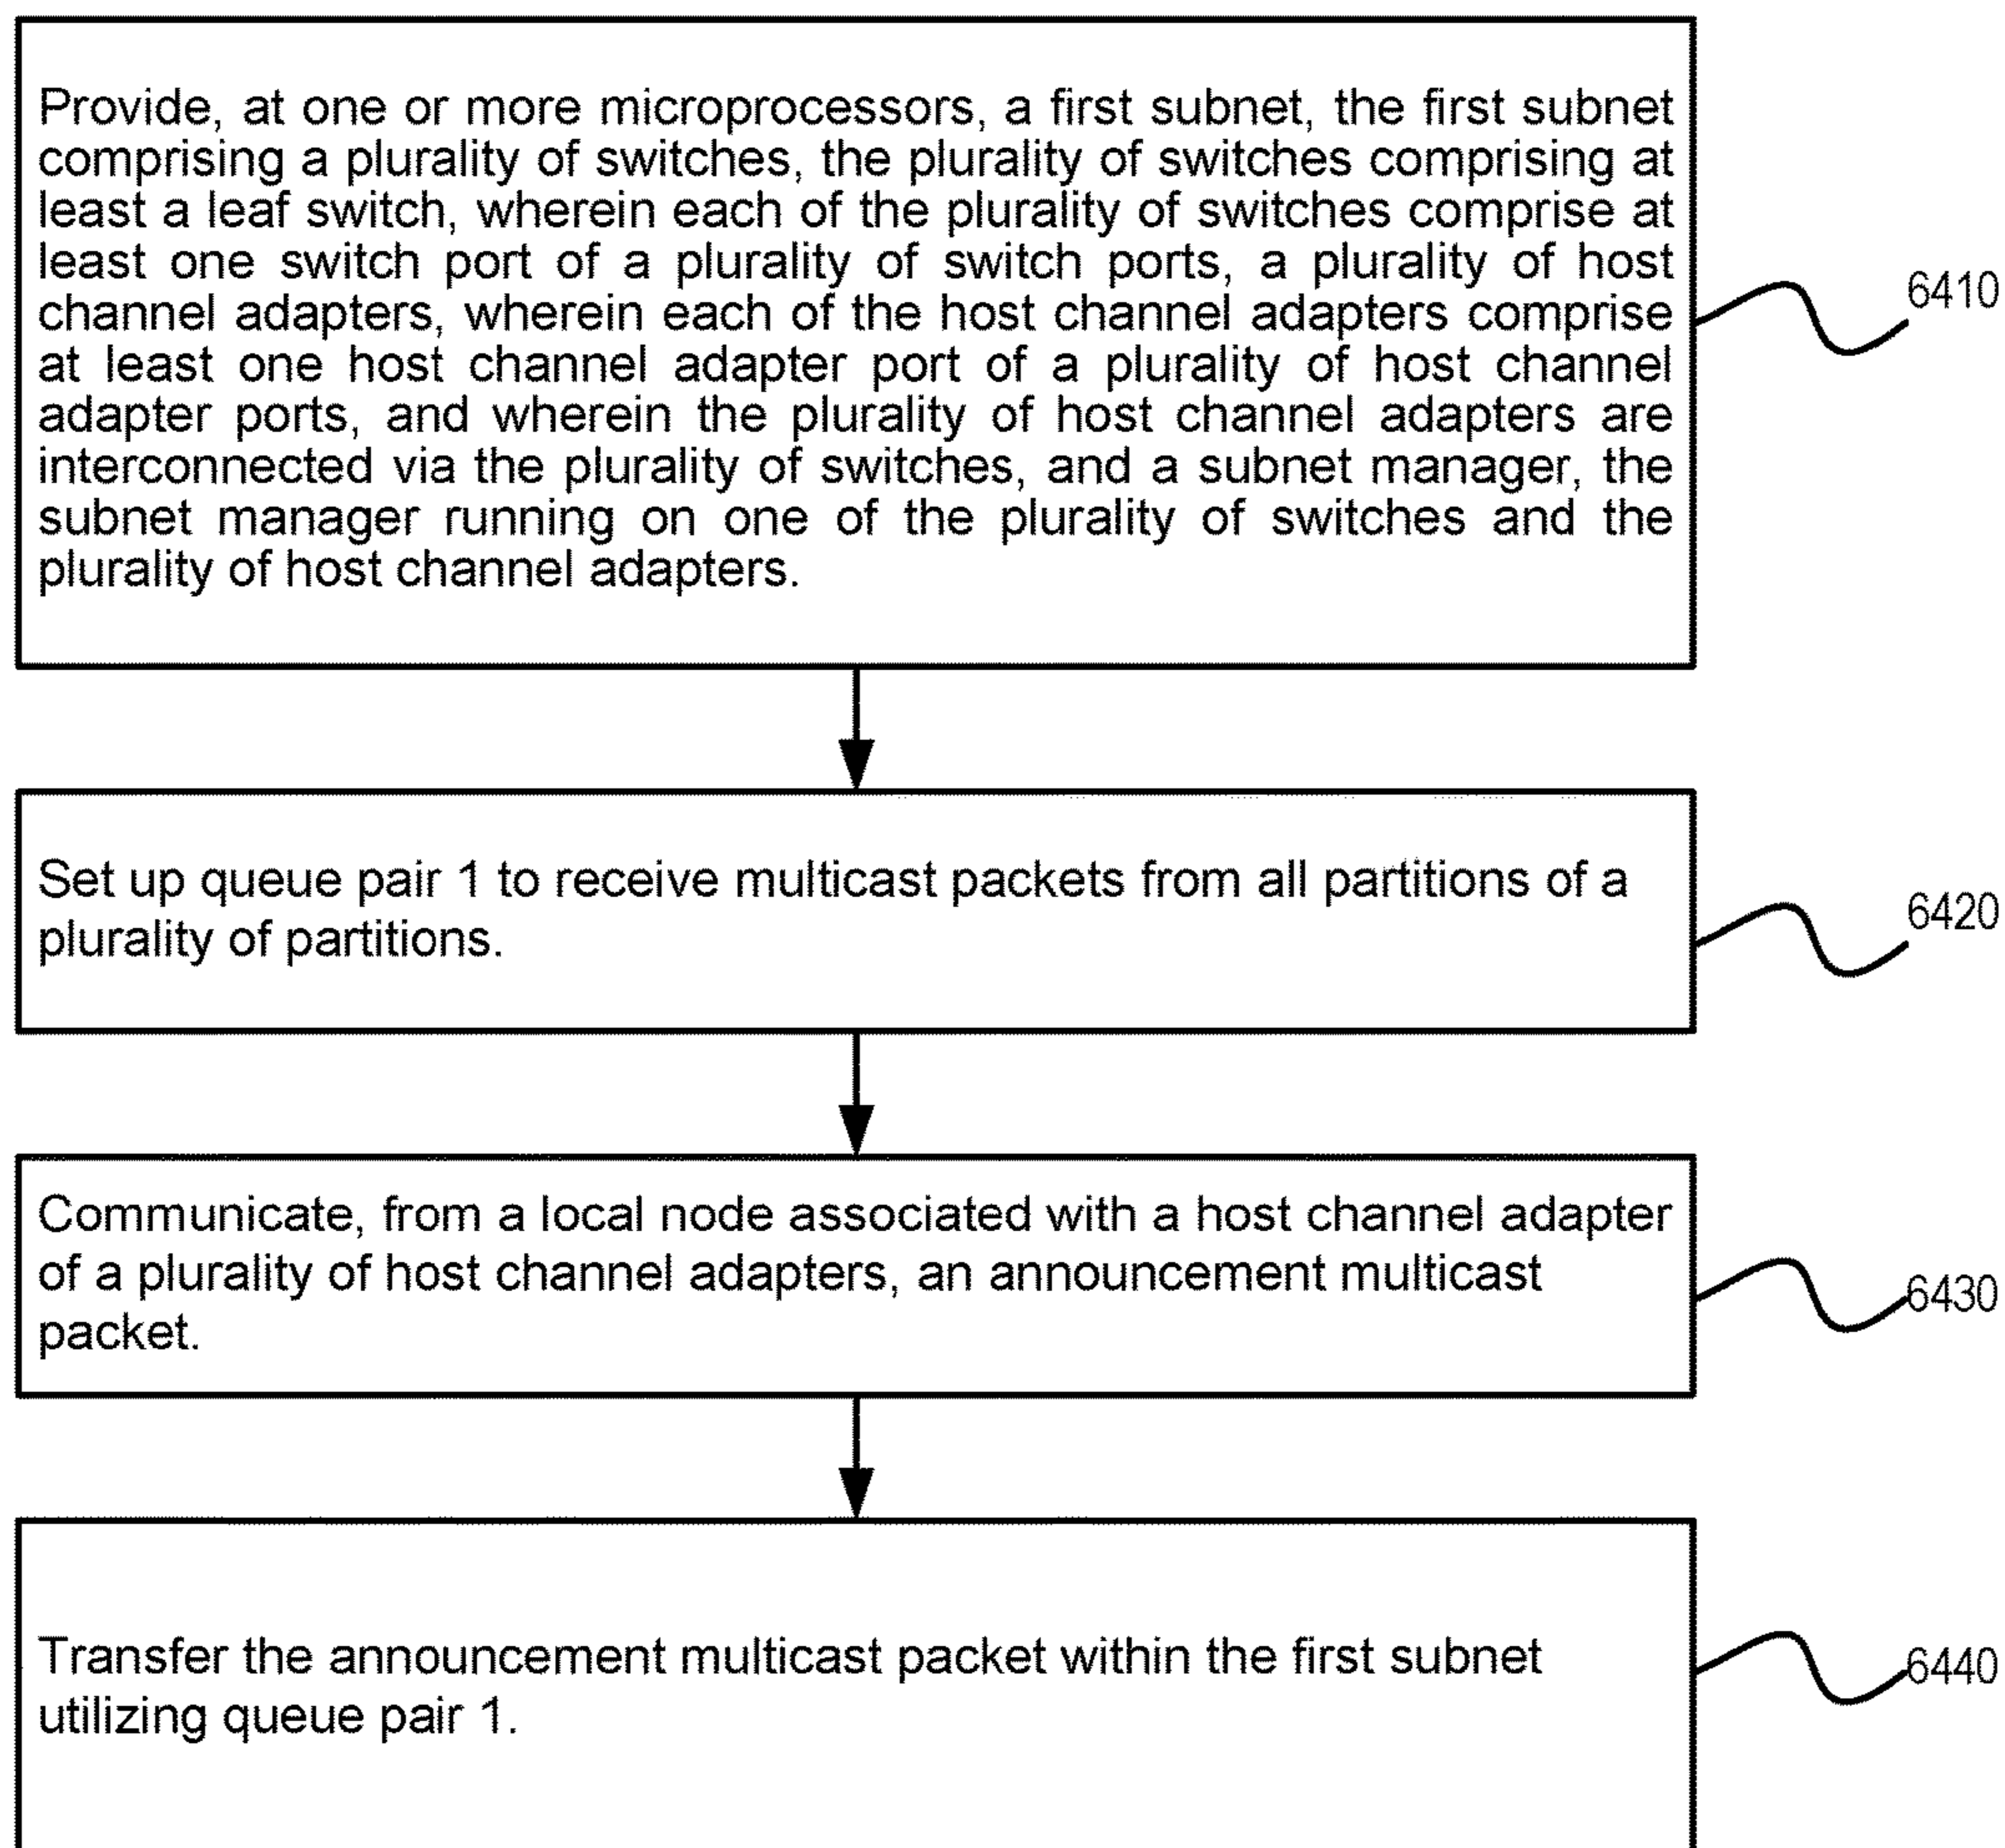 Provide, at one or more microprocessors, a first subnet, the first subnet
comprising a plurality of switches, the plurality of switches comprising at
least a leaf switch, wherein each of the plurality of switches comprise at
least one switch port of a plurality of switch ports, a plurality of host
channel adapters, wherein each of the host channel adapters comprise
at least one host channel adapter port of a plurality of host channel
adapter ports, and wherein the plurality of host channel adapters are
interconnected via the plurality of switches, and a subnet manager, the
subnet manager running on one of the plurality of switches and the
plurality of host channel adapters.
6410
Set up queue pair 1 to receive multicast packets from all partitions of a
plurality of partitions.
6420
Communicate, from a local node associated with a host channel adapter
of a plurality of host channel adapters, an announcement multicast
packet.
6430
Transfer the announcement multicast packet within the first subnet
utilizing queue pair 1.
6440